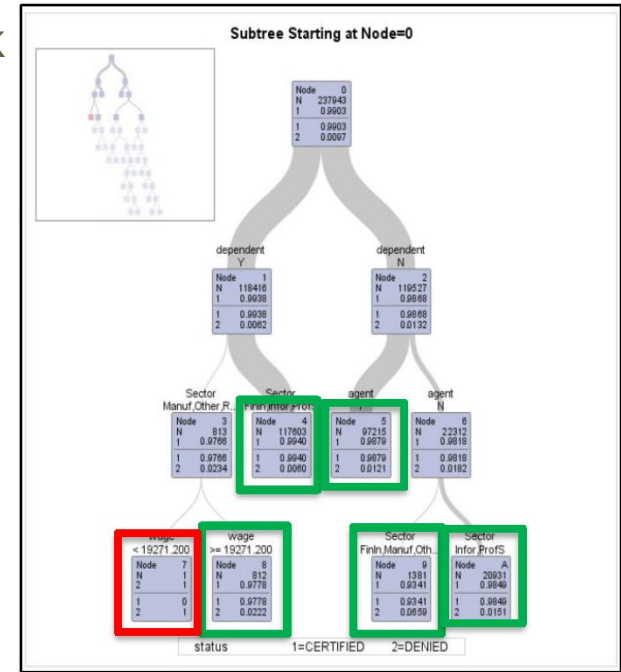 K
Subtree Starting at Node=0
Node 0
N 237943
1 0.9903
1 0.9903
2 0.0097
dependent
Y
dependent
N
Node 1
N 118416
1 0.9938
1 0.9938
2 0.0062
Node 2
N 119527
1 0.9868
1 0.9868
2 0.0132
Sector
Manuf,Other,R...
Sector
FinIn,Infor,ProfS
agent
agent
N
Node 3
N 813
1 0.9766
1 0.9766
2 0.0234
Node 4
N 117603
1 0.9940
1 0.9940
2 0.0060
Node 5
N 97215
1 0.9879
1 0.9879
2 0.0121
Node 6
N 22312
1 0.9818
1 0.9818
2 0.0182
wage
< 19271.200
wage
>= 19271.200
Sector
FinIn,Manuf,Oth...
Sector
Infor,ProfS
Node 7
N 1
2 1
1 0
2 1
Node 8
N 812
1 0.9778
1 0.9778
2 0.0222
Node 9
N 1381
1 0.9341
1 0.9341
2 0.0659
Node A
N 20931
1 0.9849
1 0.9849
2 0.0151
status 1=CERTIFIED 2=DENIED